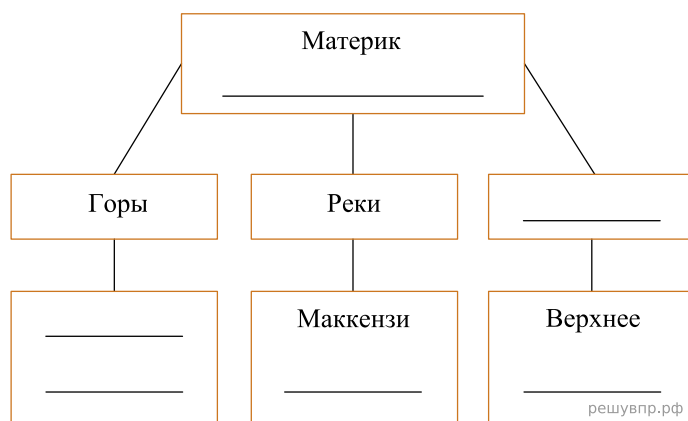 Материк
Горы
Реки
Маккензи
Верхнее
решувпр.рф